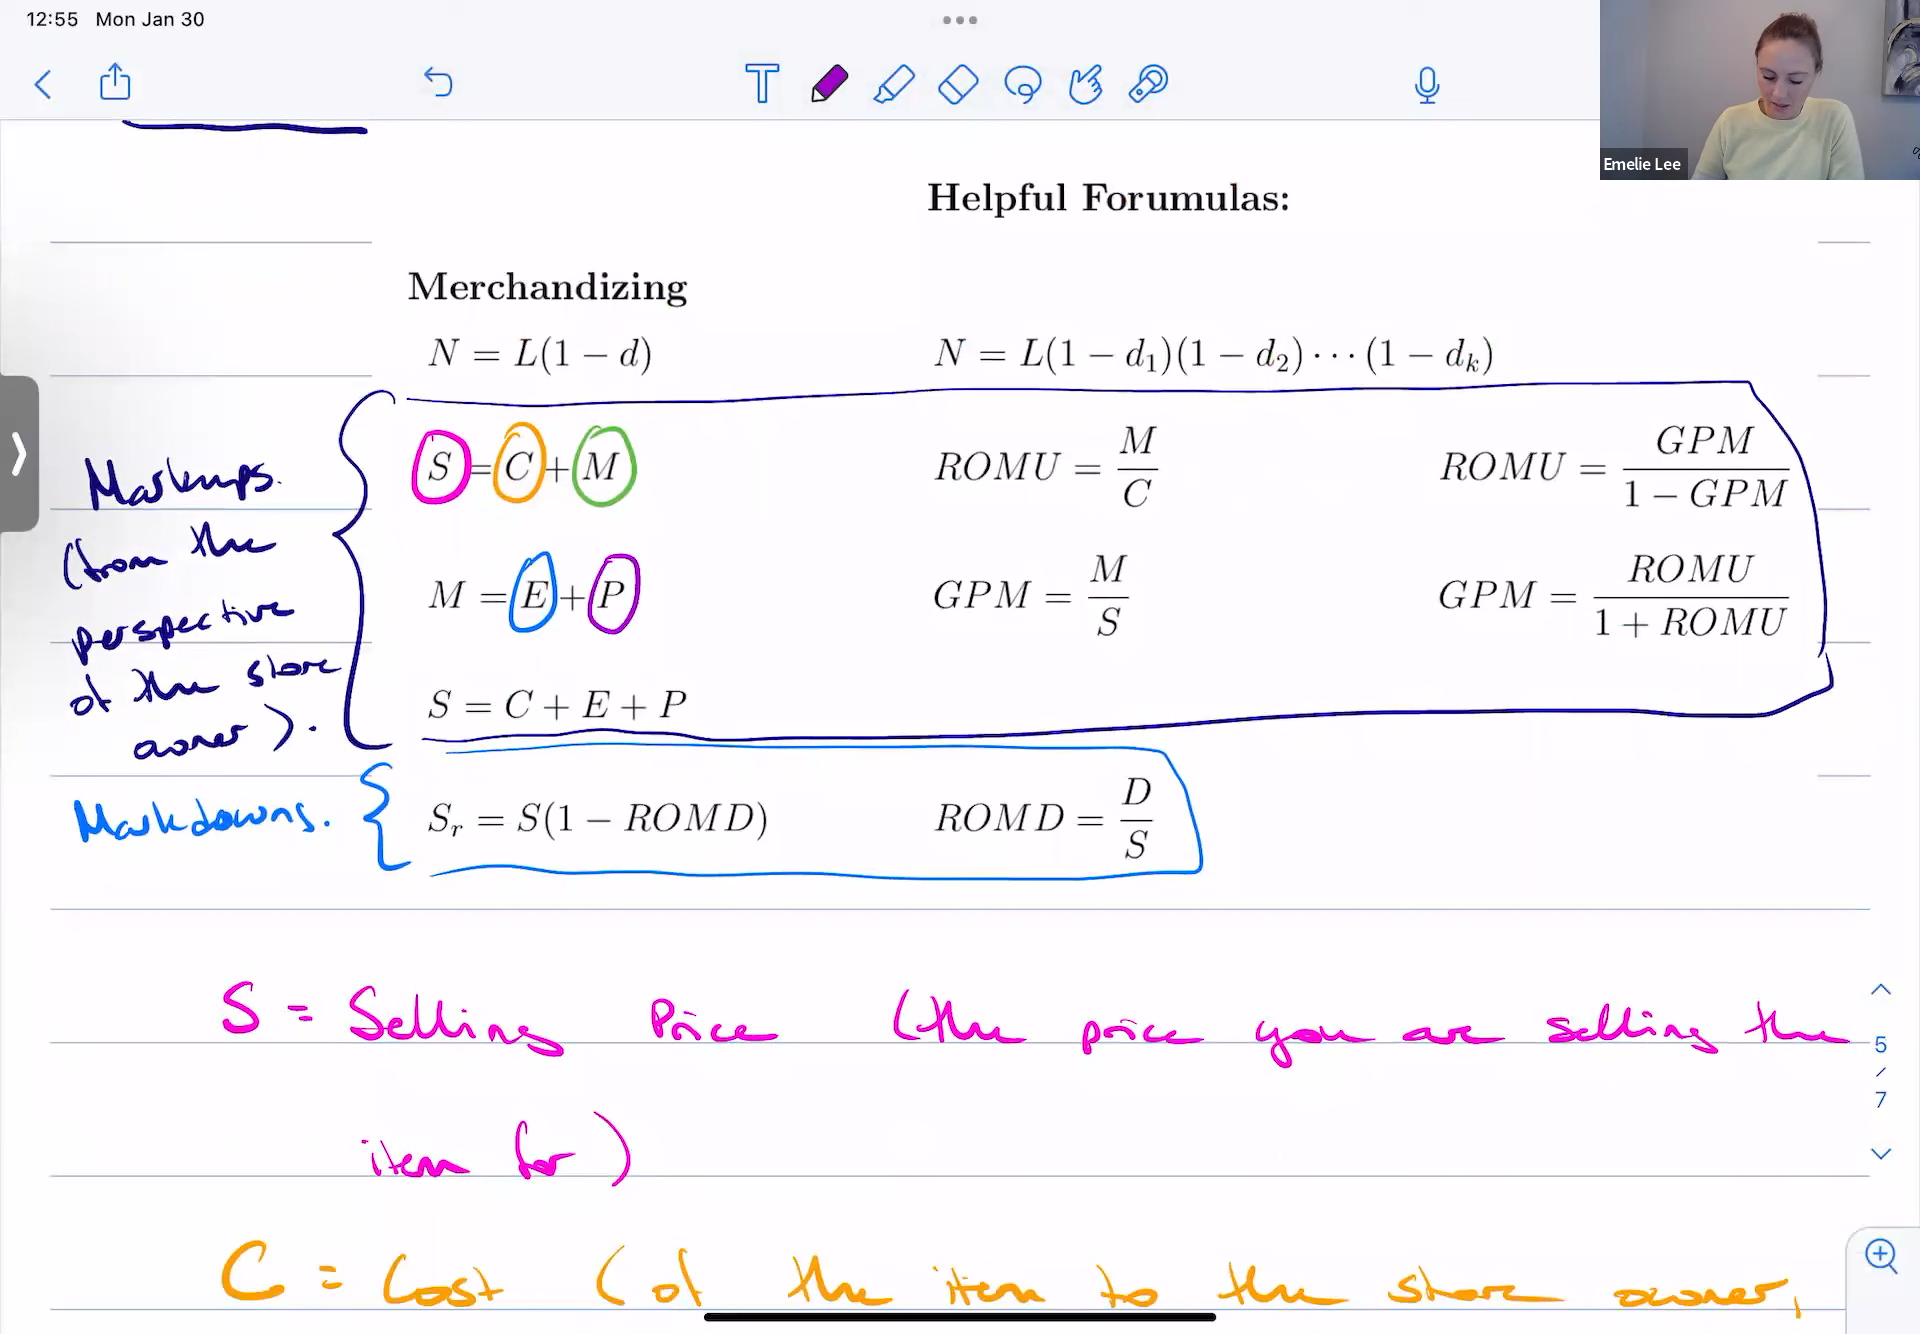 12:55 Mon Jan 30
Emelie Lee
Helpful Forumulas:
Merchandizing
N = L(1 − d)
N = L(1 − d₁)(1 − d₂) ⋯ (1 − dₖ)
Markups.
(from the
perspective
of the store
owner).
S = C + M
ROMU = M/C
ROMU = GPM/(1 − GPM)
M = E + P
GPM = M/S
GPM = ROMU/(1 + ROMU)
S = C + E + P
Markdowns.
Sᵣ = S(1 − ROMD)
ROMD = D/S
S = Selling Price (the price you are selling the
item for)
5
/
7
C = Cost (of the item to the store owner,